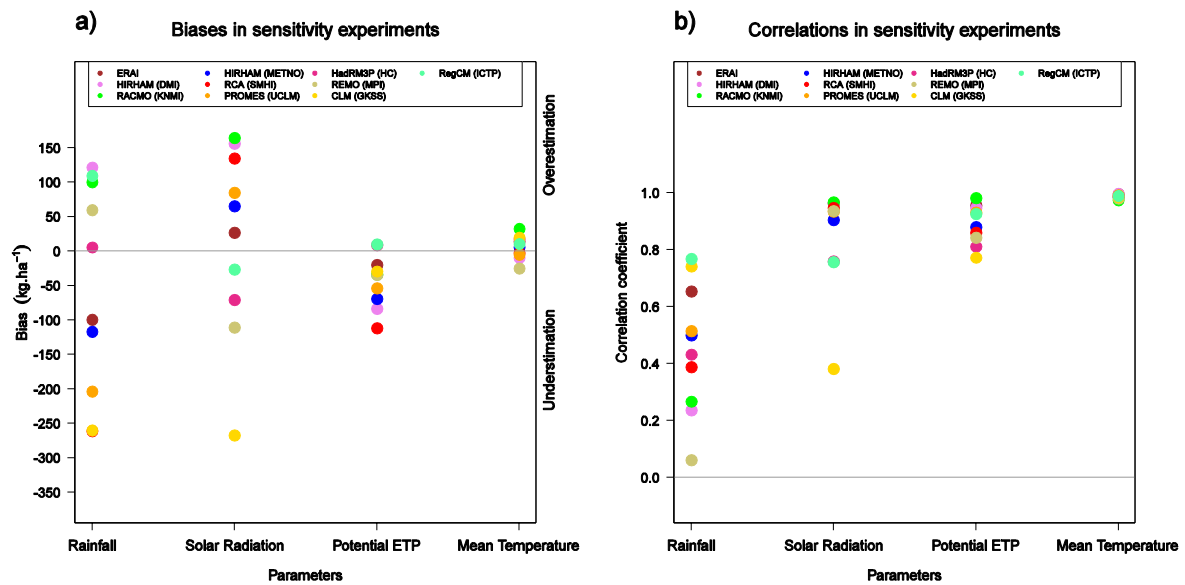 a)
Biases in sensitivity experiments
ERAI
HIRHAM (DMI)
RACMO (KNMI)
HIRHAM (METNO)
RCA (SMHI)
PROMES (UCLM)
HadRM3P (HC)
REMO (MPI)
CLM (GKSS)
RegCM (ICTP)
Bias (kg.ha⁻¹)
150
100
50
0
-50
-100
-150
-200
-250
-300
-350
Overestimation
Understimation
Rainfall
Solar Radiation
Potential ETP
Mean Temperature
Parameters
b)
Correlations in sensitivity experiments
ERAI
HIRHAM (DMI)
RACMO (KNMI)
HIRHAM (METNO)
RCA (SMHI)
PROMES (UCLM)
HadRM3P (HC)
REMO (MPI)
CLM (GKSS)
RegCM (ICTP)
Correlation coefficient
1.0
0.8
0.6
0.4
0.2
0.0
Rainfall
Solar Radiation
Potential ETP
Mean Temperature
Parameters